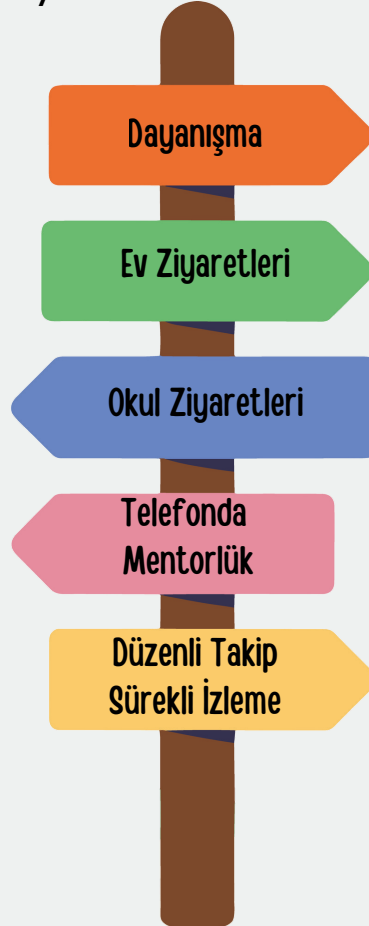 Dayanışma
Ev Ziyaretleri
Okul Ziyaretleri
Telefonda
Mentorlük
Düzenli Takip
Sürekli İzleme